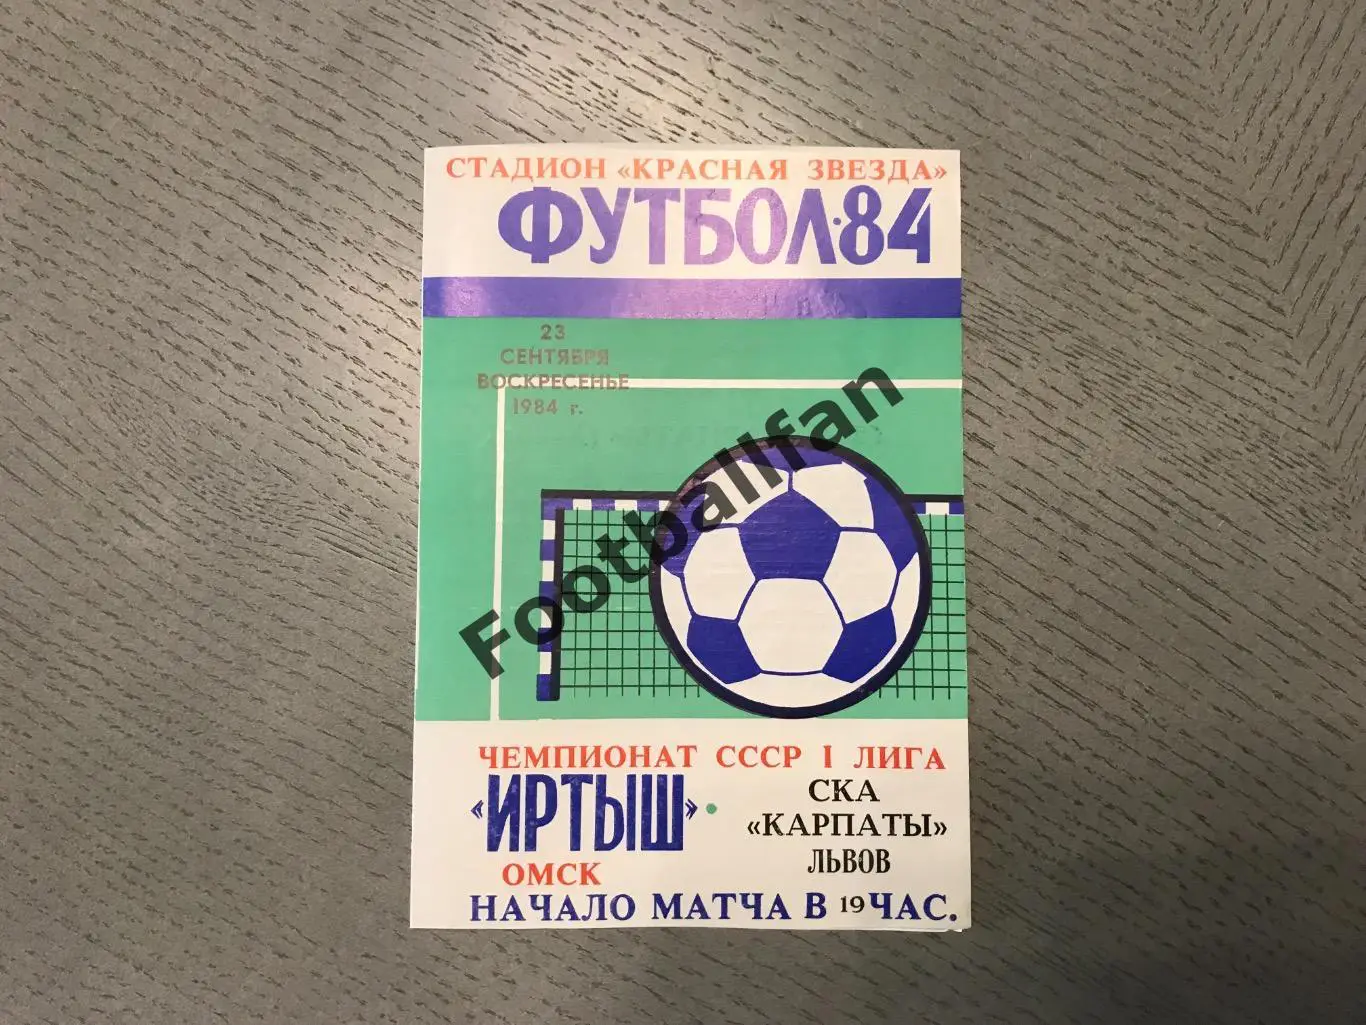 СТАДИОН «КРАСНАЯ ЗВЕЗДА»
ФУТБОЛ·84
23
СЕНТЯБРЯ
ВОСКРЕСЕНЬЕ
1984 г.
Footballfan
ЧЕМПИОНАТ СССР I ЛИГА
«ИРТЫШ» ·
ОМСК
СКА
«КАРПАТЫ»
ЛЬВОВ
НАЧАЛО МАТЧА В 19 ЧАС.